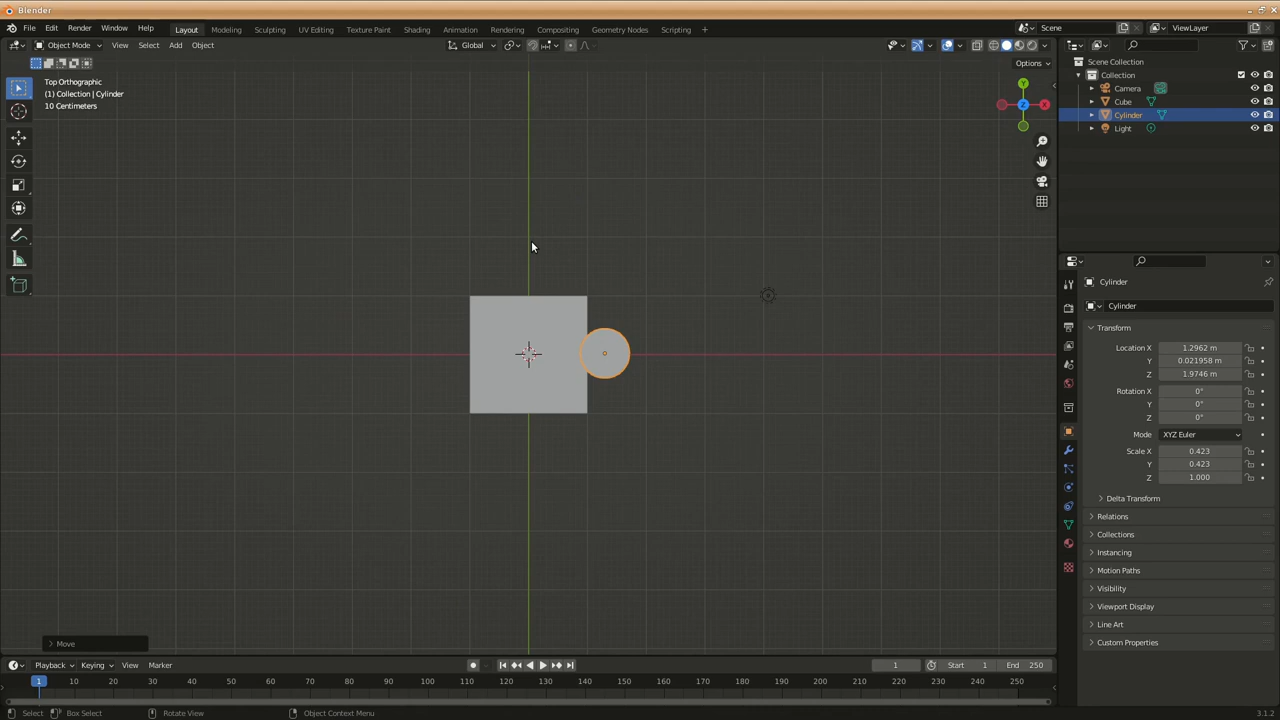 Blender
File Edit Render Window Help Layout Modeling Sculpting UV Editing Texture Paint Shading Animation Rendering Compositing Geometry Nodes Scripting + Scene ViewLayer
Object Mode View Select Add Object Global
Options
Top Orthographic
(1) Collection | Cylinder
10 Centimeters
Y
Z
X
Scene Collection
Collection
Camera
Cube
Cylinder
Light
Cylinder
Cylinder
Transform
Location X 1.2962 m
Y 0.021958 m
Z 1.9746 m
Rotation X 0°
Y 0°
Z 0°
Mode XYZ Euler
Scale X 0.423
Y 0.423
Z 1.000
Delta Transform
Relations
Collections
Instancing
Motion Paths
Visibility
Viewport Display
Line Art
Custom Properties
Move
Playback Keying View Marker 1 Start 1 End 250
1 10 20 30 40 50 60 70 80 90 100 110 120 130 140 150 160 170 180 190 200 210 220 230 240 250
Select Box Select Rotate View Object Context Menu 3.1.2